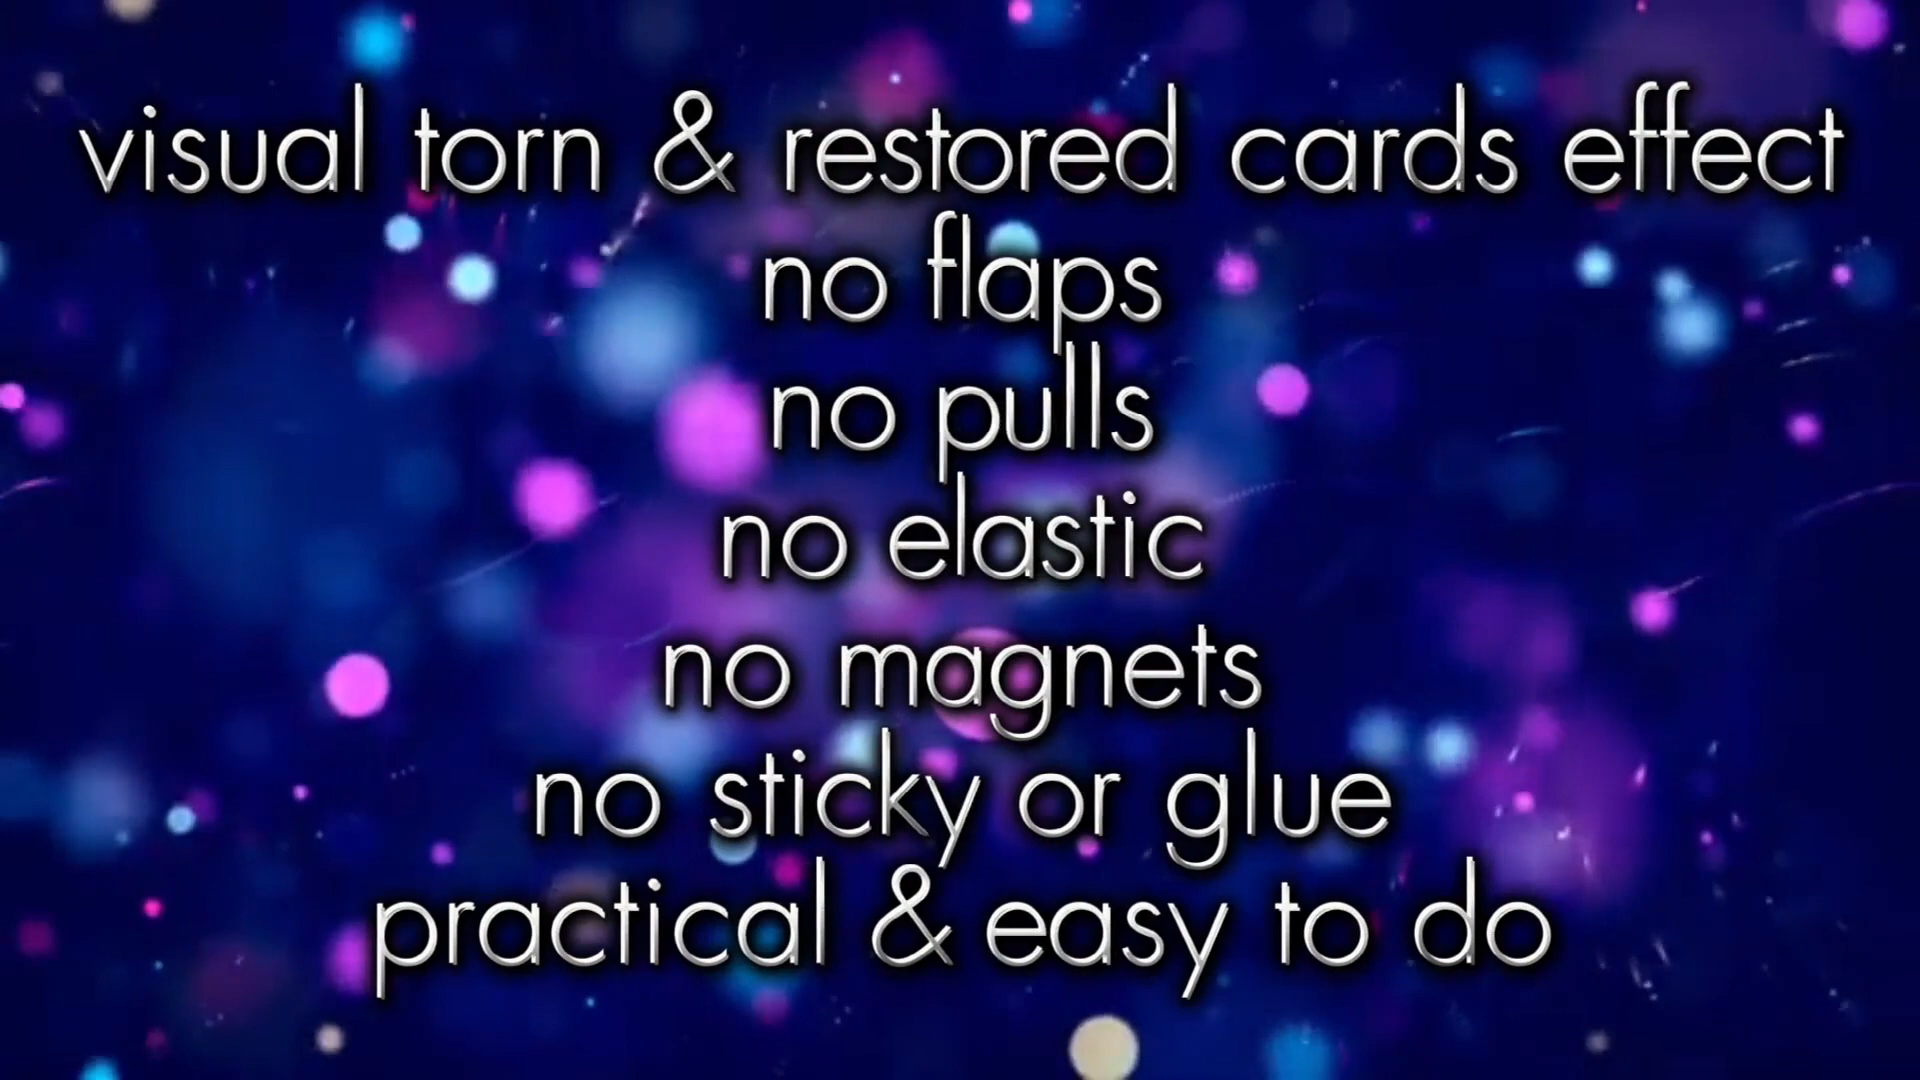 visual torn & restored cards effect
no flaps
no pulls
no elastic
no magnets
no sticky or glue
practical & easy to do